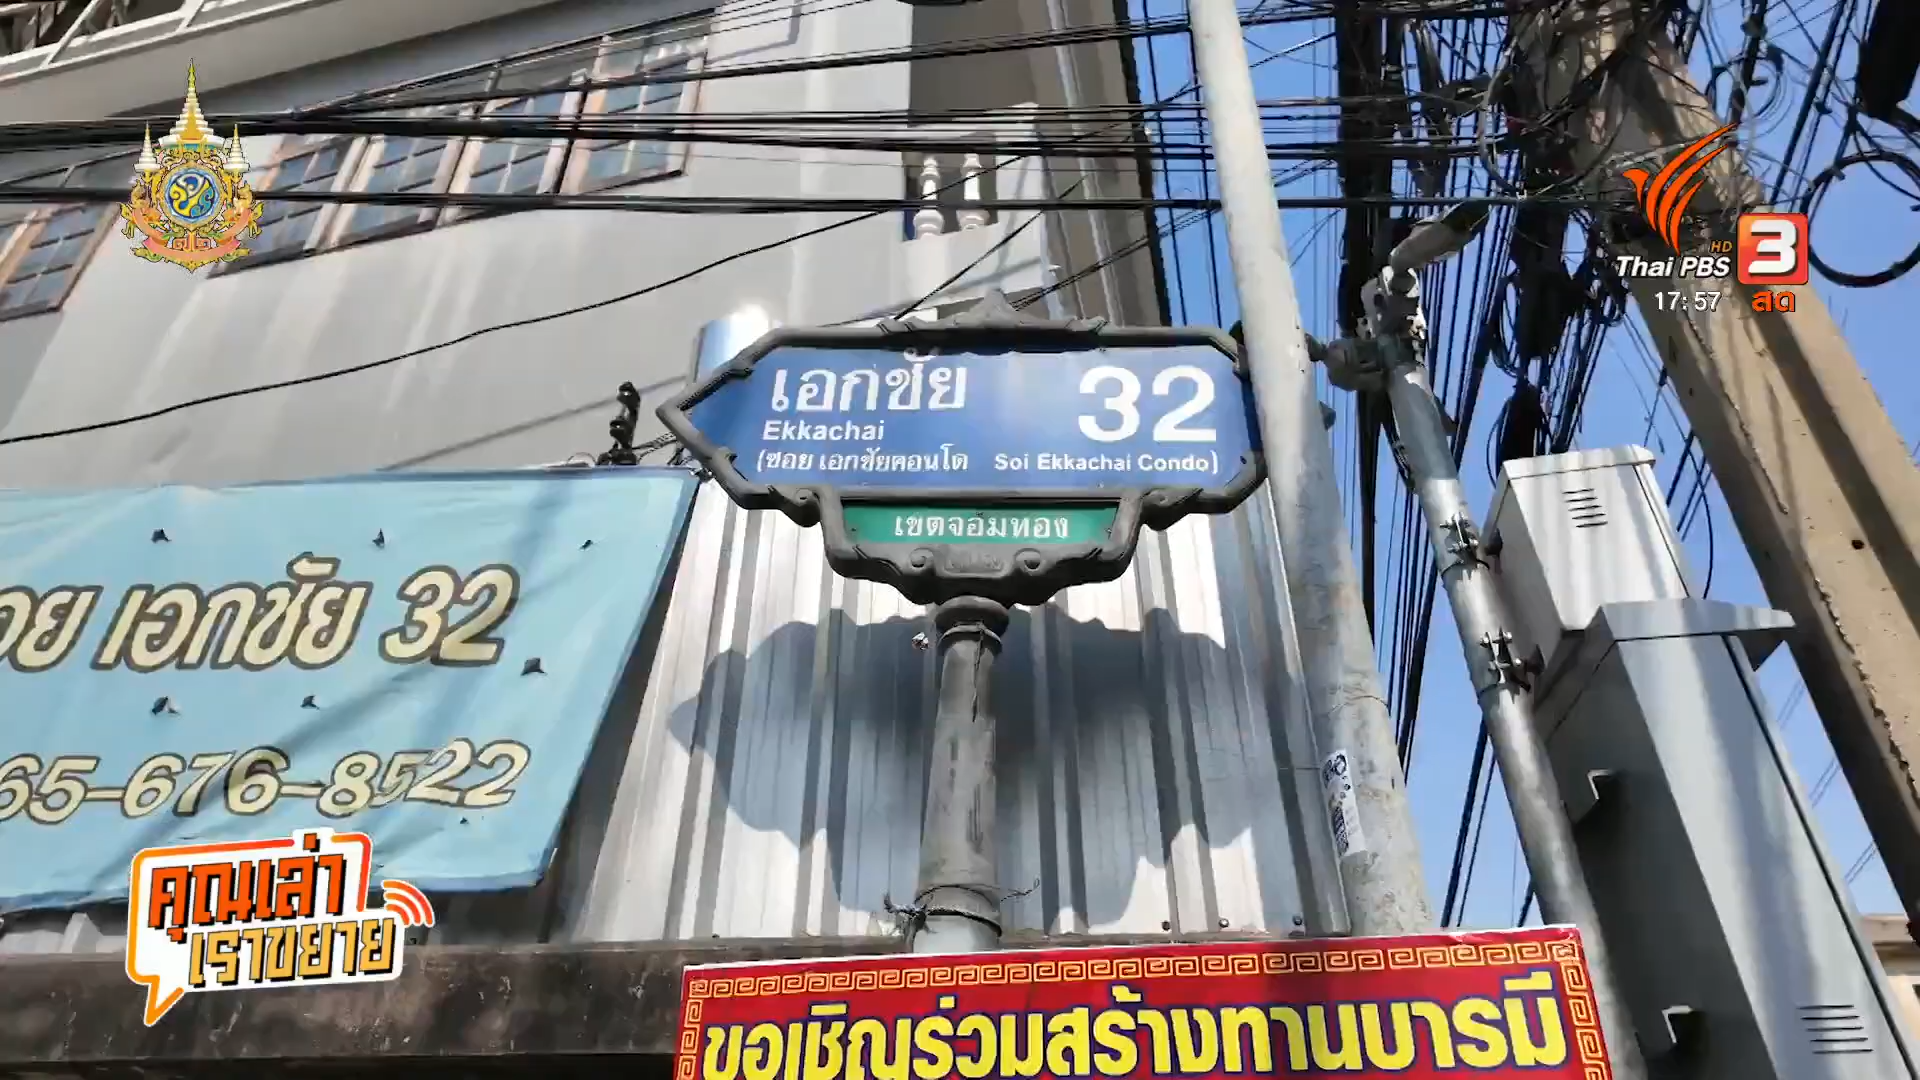 HD
Thai PBS 3
17:57 สด
เอกชัย 32
Ekkachai
(ซอย เอกชัยคอนโด Soi Ekkachai Condo)
เขตจอมทอง
เอกชัย 32
65-676-8522
คุณเล่า
เราขยาย
ขอเชิญร่วมสร้างทานบารมี